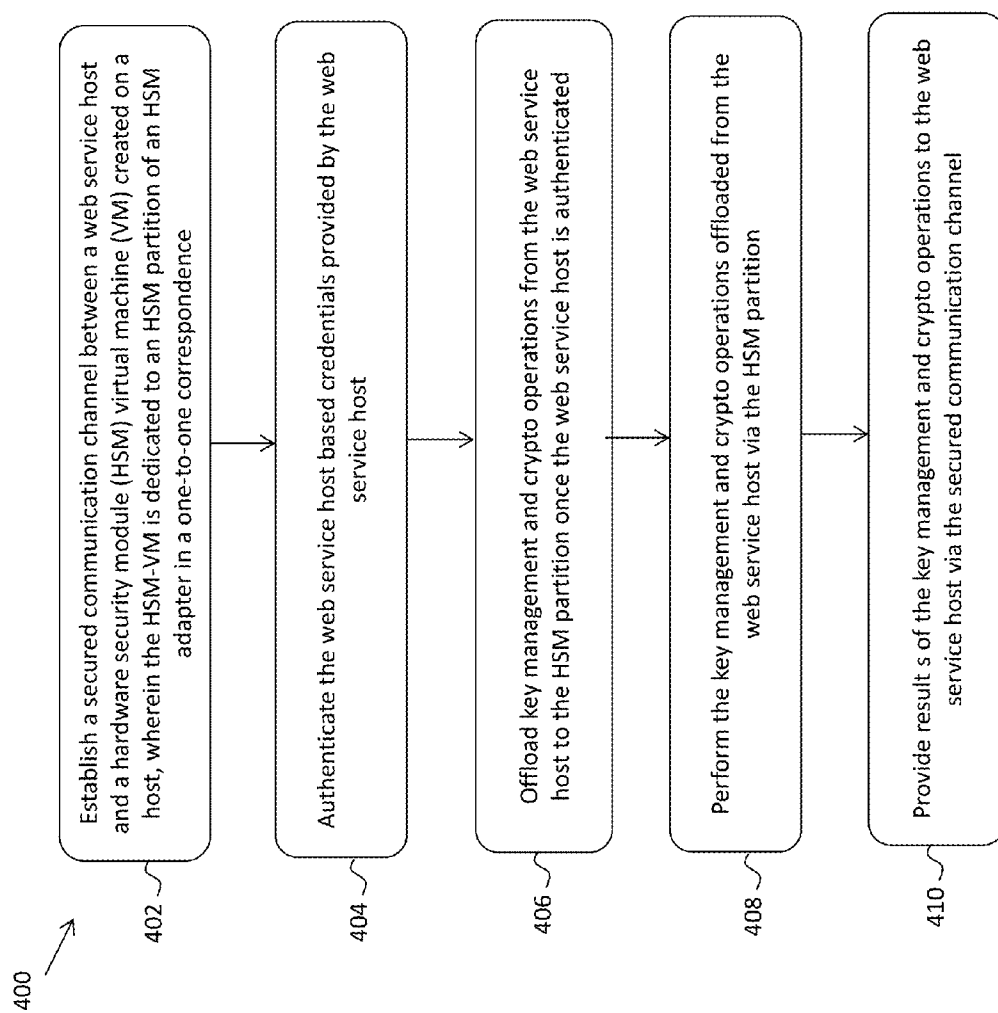 400
402
Establish a secured communication channel between a web service host
and a hardware security module (HSM) virtual machine (VM) created on a
host, wherein the HSM-VM is dedicated to an HSM partition of an HSM
adapter in a one-to-one correspondence
404
Authenticate the web service host based credentials provided by the web
service host
406
Offload key management and crypto operations from the web service
host to the HSM partition once the web service host is authenticated
408
Perform the key management and crypto operations offloaded from the
web service host via the HSM partition
410
Provide result s of the key management and crypto operations to the web
service host via the secured communication channel